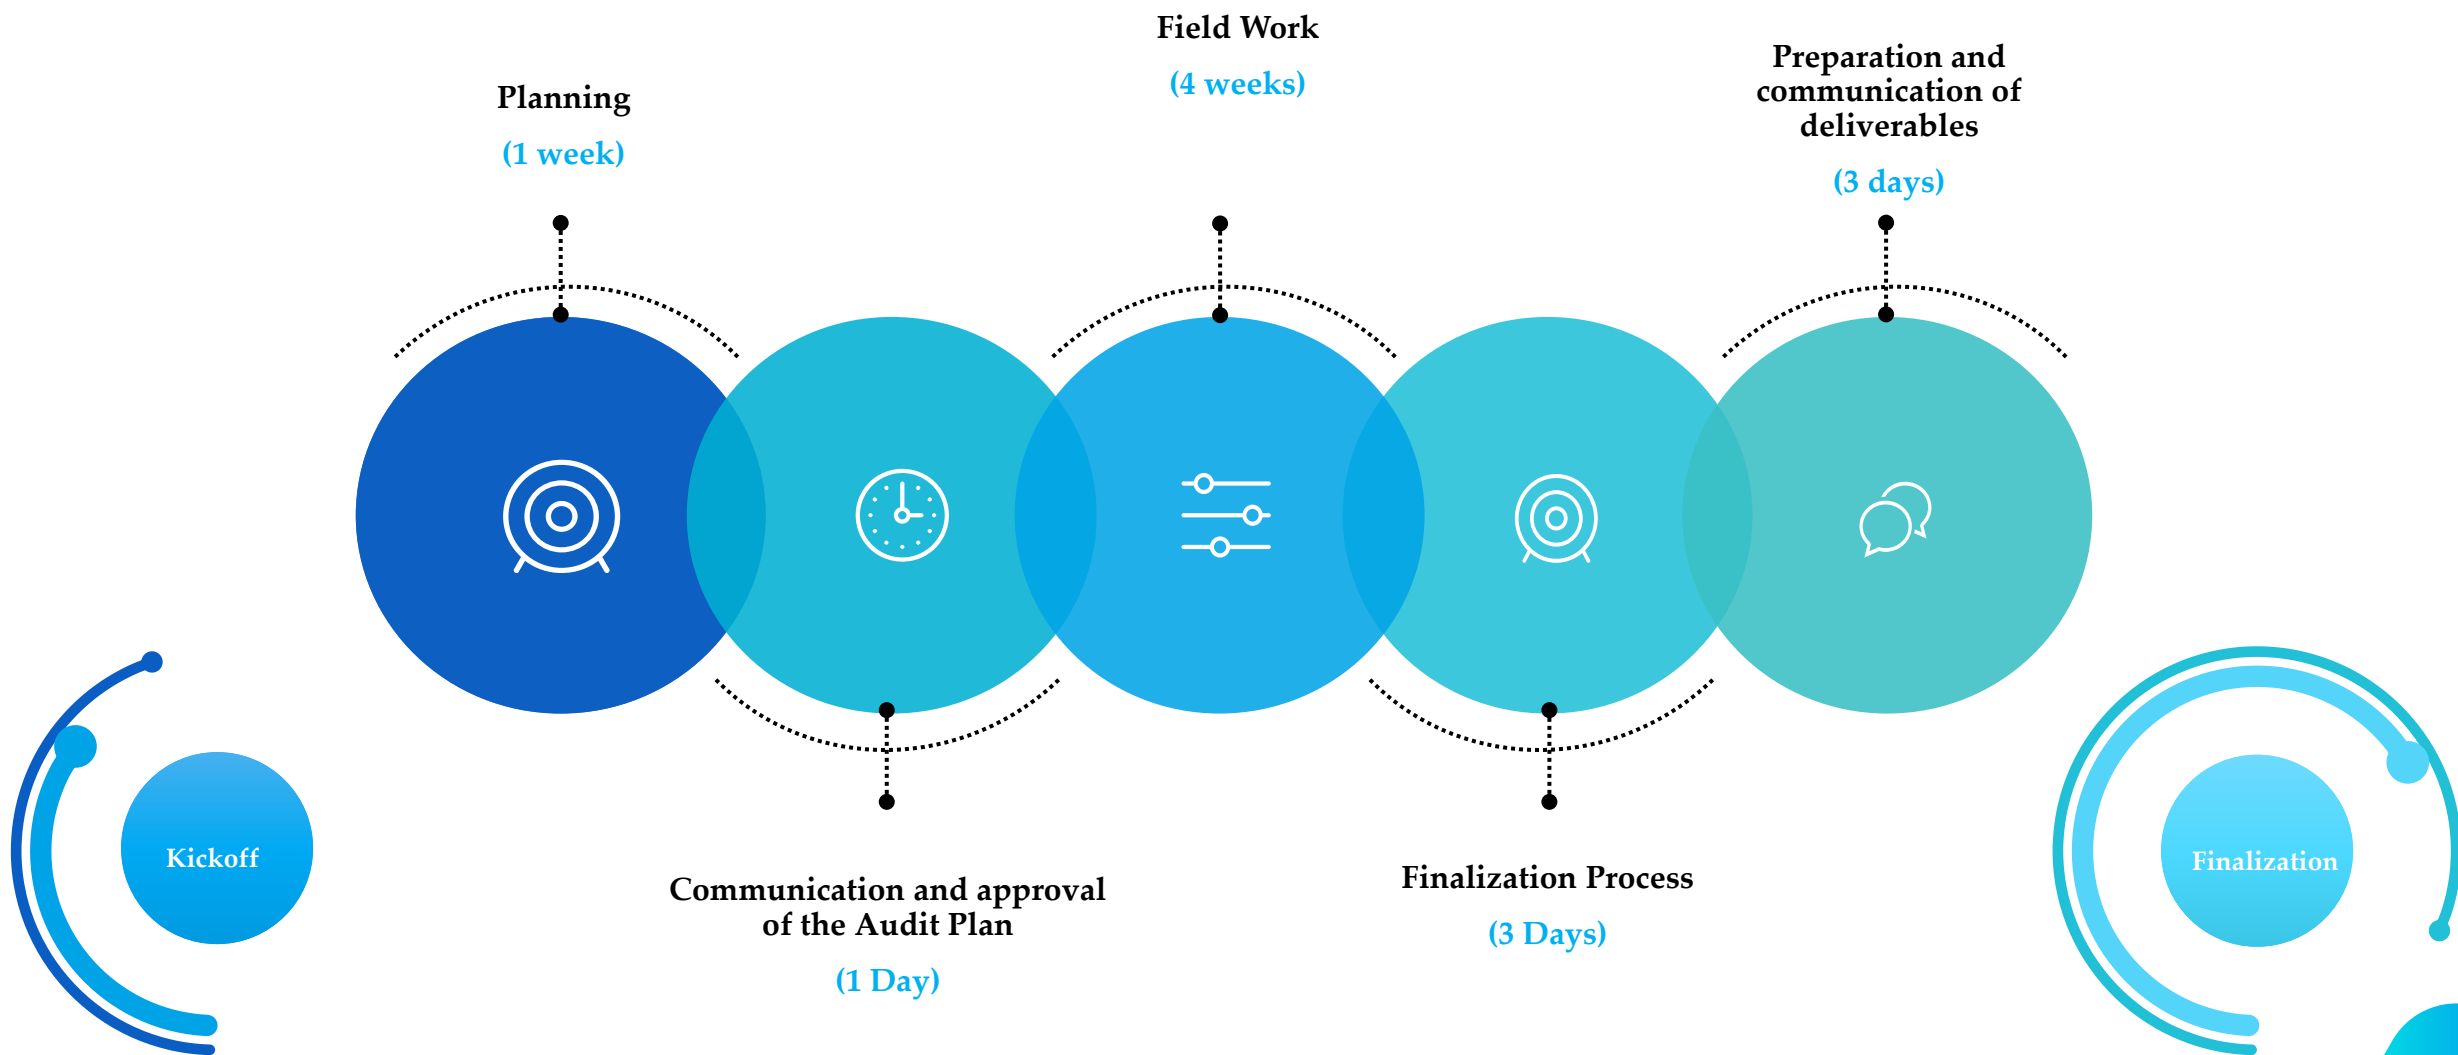 Planning
(1 week)
Communication and approval
of the Audit Plan
(1 Day)
Field Work
(4 weeks)
Finalization Process
(3 Days)
Preparation and
communication of
deliverables
(3 days)
Kickoff
Finalization